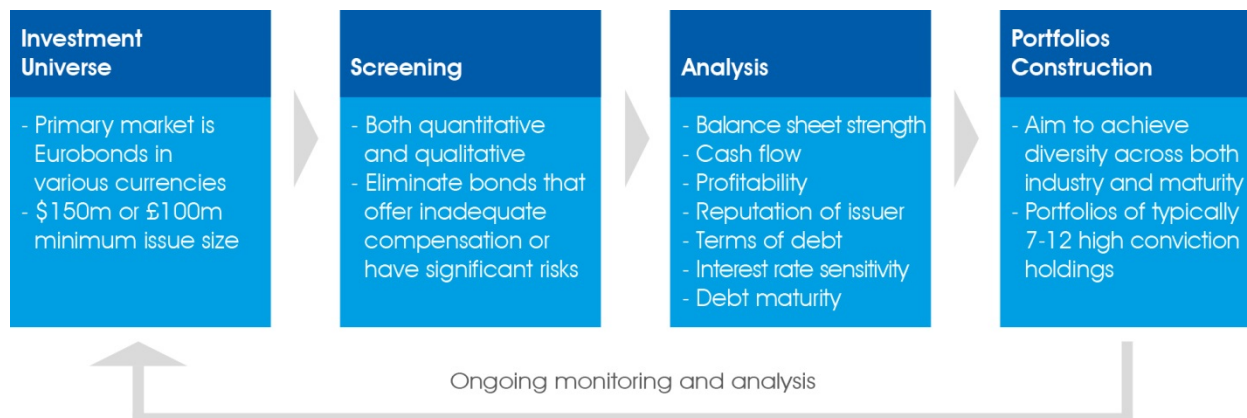 Investment
Universe
- Primary market is
Eurobonds in
various currencies
- $150m or £100m
minimum issue size
Screening
- Both quantitative
and qualitative
- Eliminate bonds that
offer inadequate
compensation or
have significant risks
Analysis
- Balance sheet strength
- Cash flow
- Profitability
- Reputation of issuer
- Terms of debt
- Interest rate sensitivity
- Debt maturity
Portfolios
Construction
- Aim to achieve
diversity across both
industry and maturity
- Portfolios of typically
7-12 high conviction
holdings
Ongoing monitoring and analysis